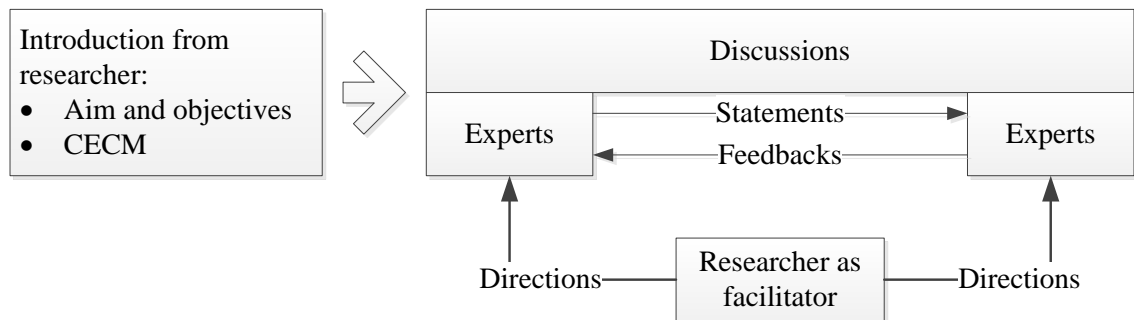 Introduction from
researcher:
• Aim and objectives
• CECM
Discussions
Experts
Statements
Feedbacks
Experts
Directions
Researcher as
facilitator
Directions